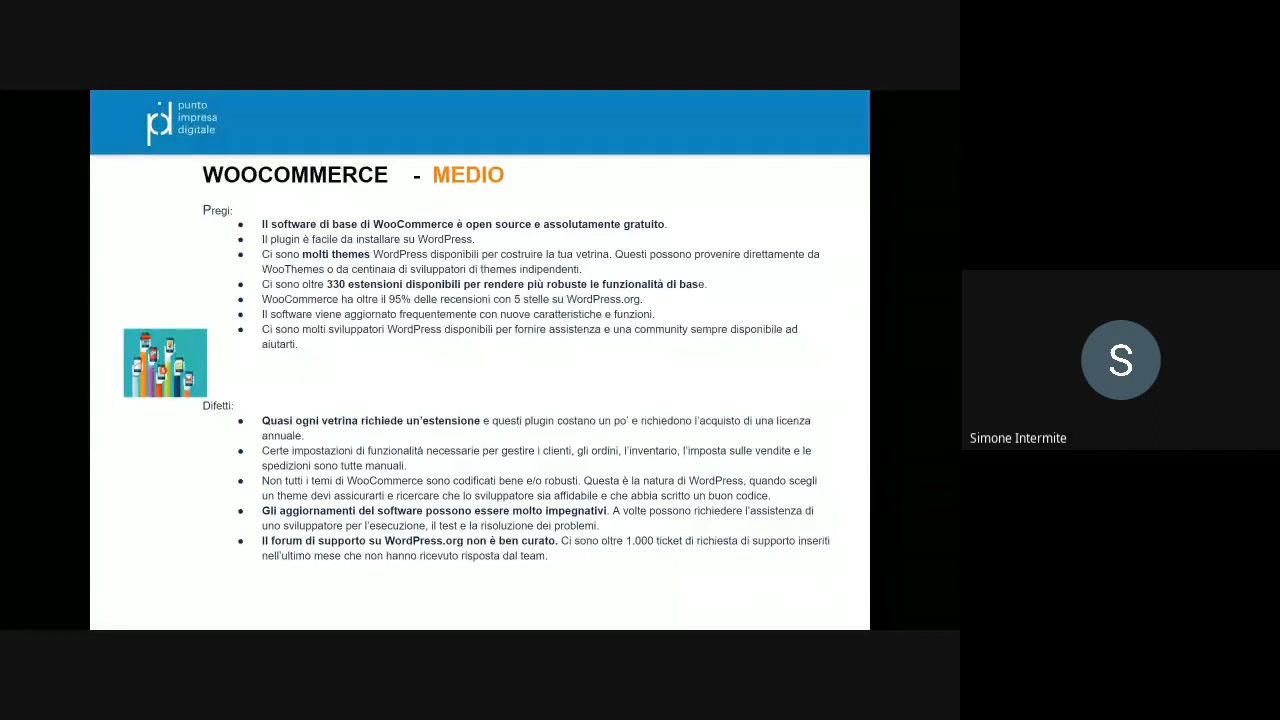 punto
impresa
digitale
WOOCOMMERCE - MEDIO
Pregi:
● Il software di base di WooCommerce è open source e assolutamente gratuito.
● Il plugin è facile da installare su WordPress.
● Ci sono molti themes WordPress disponibili per costruire la tua vetrina. Questi possono provenire direttamente da
WooThemes o da centinaia di sviluppatori di themes indipendenti.
● Ci sono oltre 330 estensioni disponibili per rendere più robuste le funzionalità di base.
● WooCommerce ha oltre il 95% delle recensioni con 5 stelle su WordPress.org.
● Il software viene aggiornato frequentemente con nuove caratteristiche e funzioni.
● Ci sono molti sviluppatori WordPress disponibili per fornire assistenza e una community sempre disponibile ad
aiutarti.
Difetti:
● Quasi ogni vetrina richiede un'estensione e questi plugin costano un po' e richiedono l'acquisto di una licenza
annuale.
● Certe impostazioni di funzionalità necessarie per gestire i clienti, gli ordini, l'inventario, l'imposta sulle vendite e le
spedizioni sono tutte manuali.
● Non tutti i temi di WooCommerce sono codificati bene e/o robusti. Questa è la natura di WordPress, quando scegli
un theme devi assicurarti e ricercare che lo sviluppatore sia affidabile e che abbia scritto un buon codice.
● Gli aggiornamenti del software possono essere molto impegnativi. A volte possono richiedere l'assistenza di
uno sviluppatore per l'esecuzione, il test e la risoluzione dei problemi.
● Il forum di supporto su WordPress.org non è ben curato. Ci sono oltre 1.000 ticket di richiesta di supporto inseriti
nell'ultimo mese che non hanno ricevuto risposta dal team.
S
Simone Intermite